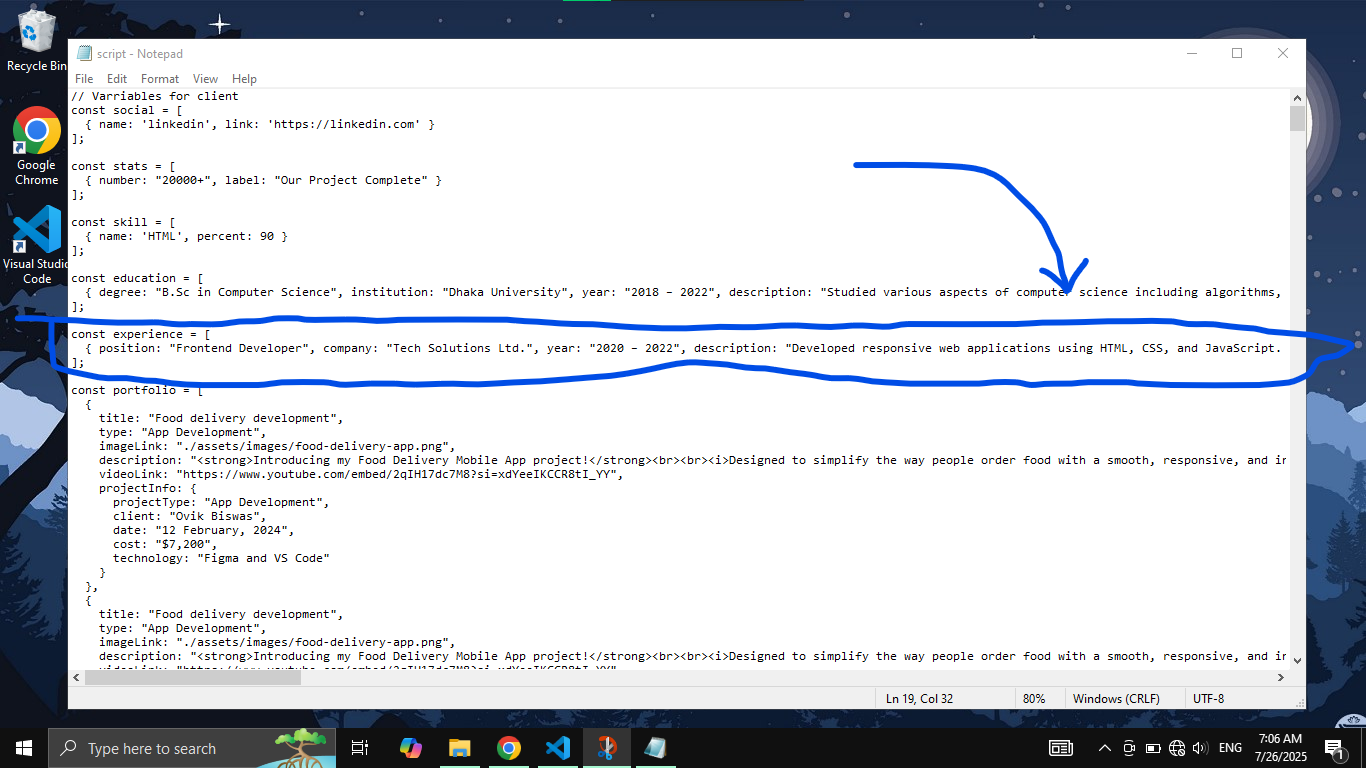 Recycle Bin
Google
Chrome
Visual Studio
Code
script - Notepad
File Edit Format View Help
// Varriables for client
const social = [
  { name: 'linkedin', link: 'https://linkedin.com' }
];
const stats = [
  { number: "20000+", label: "Our Project Complete" }
];
const skill = [
  { name: 'HTML', percent: 90 }
];
const education = [
  { degree: "B.Sc in Computer Science", institution: "Dhaka University", year: "2018 – 2022", description: "Studied various aspects of computer science including algorithms,
];
const experience = [
  { position: "Frontend Developer", company: "Tech Solutions Ltd.", year: "2020 – 2022", description: "Developed responsive web applications using HTML, CSS, and JavaScript.
];
const portfolio = [
  {
    title: "Food delivery development",
    type: "App Development",
    imageLink: "./assets/images/food-delivery-app.png",
    description: "<strong>Introducing my Food Delivery Mobile App project!</strong><br><br><i>Designed to simplify the way people order food with a smooth, responsive, and in
    videoLink: "https://www.youtube.com/embed/2qIH17dc7M8?si=xdYeeIKCCR8tI_YY",
    projectInfo: {
      projectType: "App Development",
      client: "Ovik Biswas",
      date: "12 February, 2024",
      cost: "$7,200",
      technology: "Figma and VS Code"
    }
  },
  {
    title: "Food delivery development",
    type: "App Development",
    imageLink: "./assets/images/food-delivery-app.png",
    description: "<strong>Introducing my Food Delivery Mobile App project!</strong><br><br><i>Designed to simplify the way people order food with a smooth, responsive, and in
Ln 19, Col 32 80% Windows (CRLF) UTF-8
Type here to search
ENG
7:06 AM
7/26/2025
1